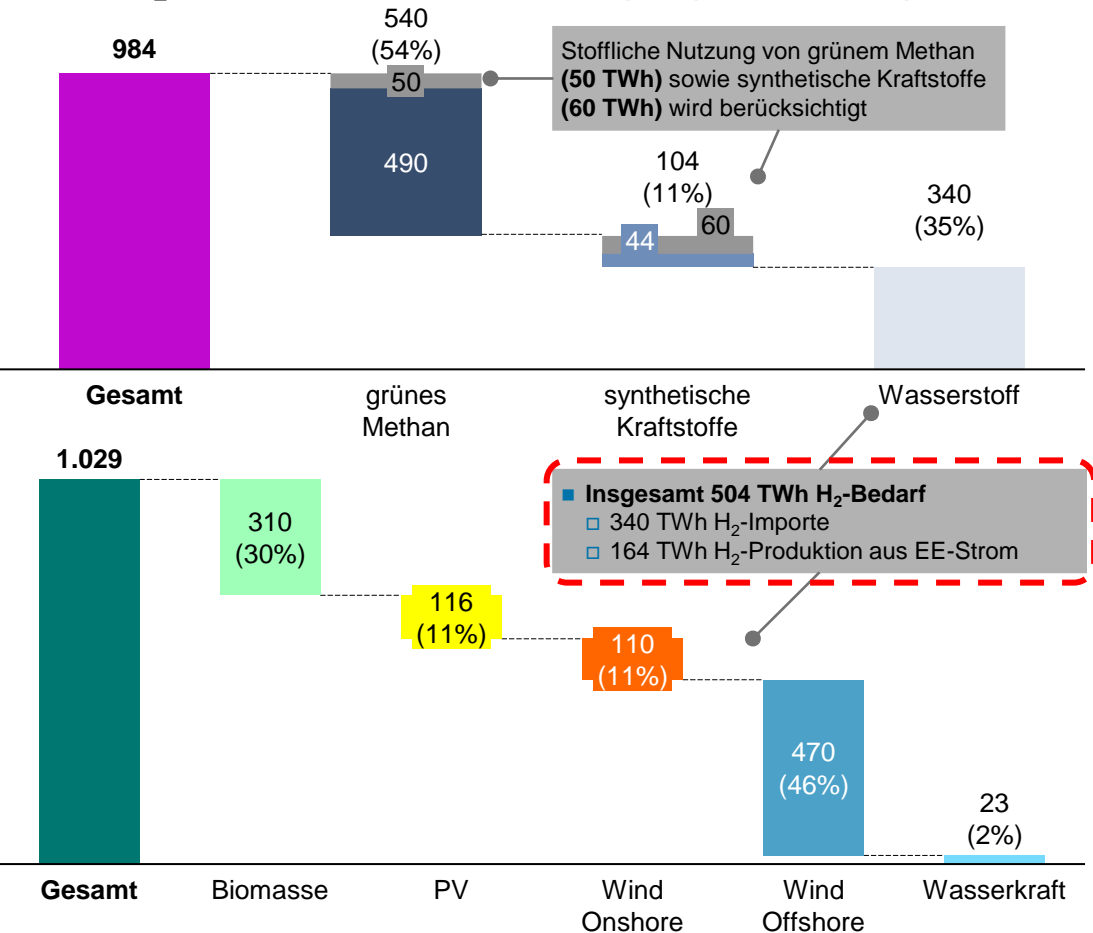 540
984
(54%)
50
490
Stoffliche Nutzung von grünem Methan
(50 TWh) sowie synthetische Kraftstoffe
(60 TWh) wird berücksichtigt
104
(11%)
44
60
340
(35%)
Gesamt
grünes
Methan
synthetische
Kraftstoffe
Wasserstoff
1.029
310
(30%)
116
(11%)
110
(11%)
470
(46%)
23
(2%)
■ Insgesamt 504 TWh H₂-Bedarf
□ 340 TWh H₂-Importe
□ 164 TWh H₂-Produktion aus EE-Strom
Gesamt
Biomasse
PV
Wind
Onshore
Wind
Offshore
Wasserkraft